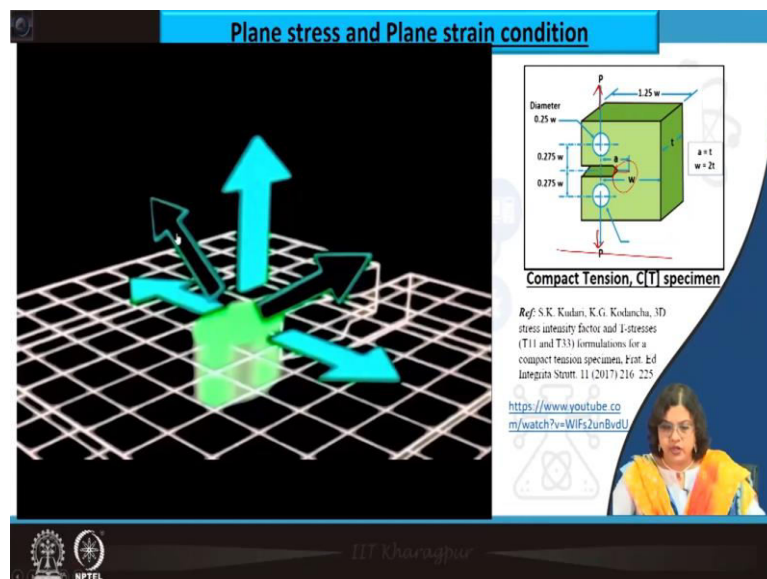 Plane stress and Plane strain condition
P
1.25 w
Diameter
0.25 w
0.275 w
0.275 w
a
t
w
a = t
w = 2t
P
Compact Tension, C[T] specimen
Ref: S.K. Kudari, K.G. Kodancha, 3D
stress intensity factor and T-stresses
(T11 and T33) formulations for a
compact tension specimen, Frat. Ed
Integrita Strutt. 11 (2017) 216 225
https://www.youtube.co
m/watch?v=WlFs2unBvdU
IIT Kharagpur
NPTEL